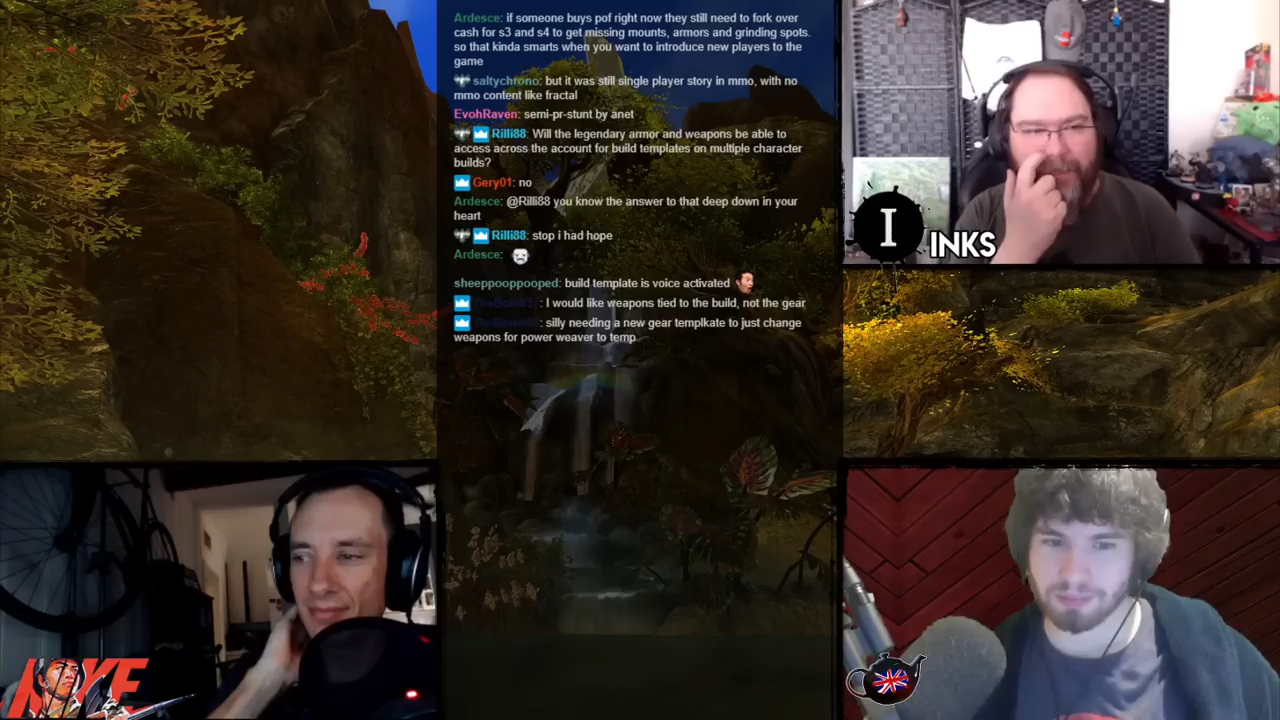 Ardesce: if someone buys pof right now they still need to fork over
cash for s3 and s4 to get missing mounts, armors and grinding spots.
so that kinda smarts when you want to introduce new players to the
game
saltychrono: but it was still single player story in mmo, with no
mmo content like fractal
EvohRaven: semi-pr-stunt by anet
Rilli88: Will the legendary armor and weapons be able to
access across the account for build templates on multiple character
builds?
Gery01: no
Ardesce: @Rilli88 you know the answer to that deep down in your
heart
Rilli88: stop i had hope
Ardesce:
sheeppooppooped: build template is voice activated
: I would like weapons tied to the build, not the gear
: silly needing a new gear templkate to just change
weapons for power weaver to temp
I
INKS